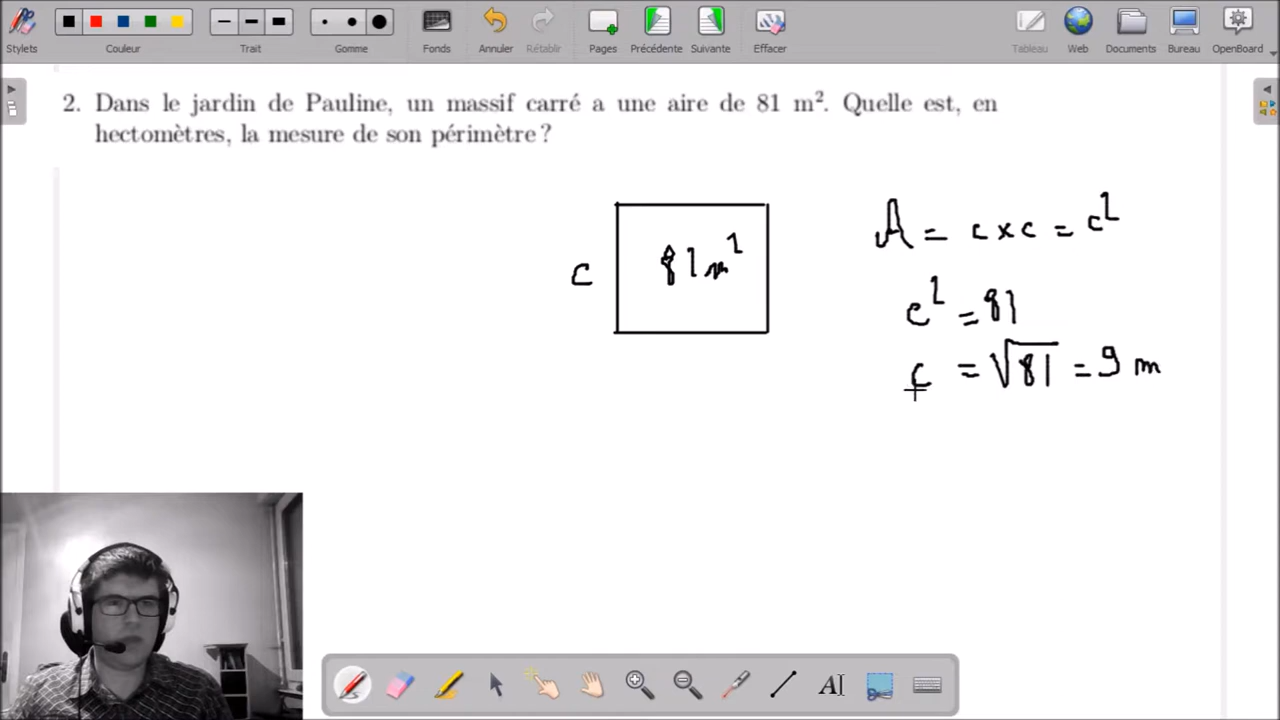 Stylets
Couleur
Trait
Gomme
Fonds
Annuler
Rétablir
Pages
Précédente
Suivante
Effacer
Tableau
Web
Documents
Bureau
OpenBoard
2. Dans le jardin de Pauline, un massif carré a une aire de 81 m². Quelle est, en
hectomètres, la mesure de son périmètre ?
c
81 m²
A = c × c = c²
c² = 81
c = √81 = 9 m
AI